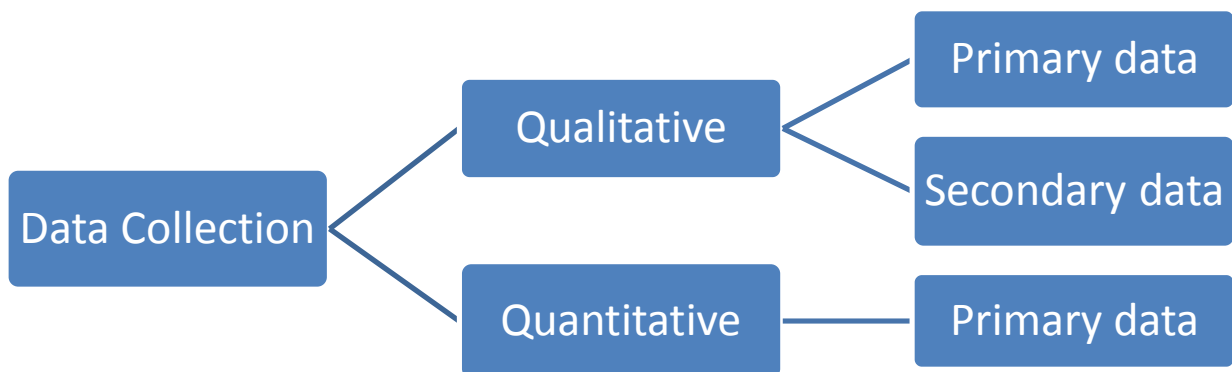 Data Collection
Qualitative
Primary data
Secondary data
Quantitative
Primary data